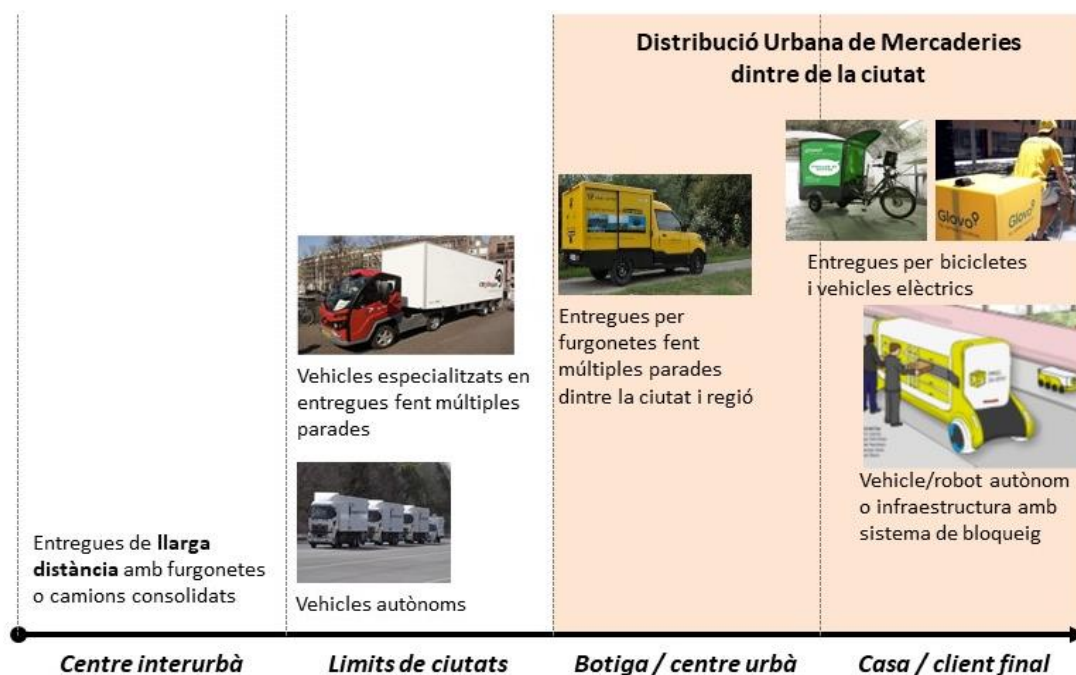 Distribució Urbana de Mercaderies
dintre de la ciutat
Glovo
Glovo
Entregues per bicicletes
i vehicles elèctrics
Entregues per
furgonetes fent
múltiples parades
dintre la ciutat i regió
Vehicles especialitzats en
entregues fent múltiples
parades
Vehicle/robot autònom
o infraestructura amb
sistema de bloqueig
Entregues de llarga
distància amb furgonetes
o camions consolidats
Vehicles autònoms
Centre interurbà
Limits de ciutats
Botiga / centre urbà
Casa / client final